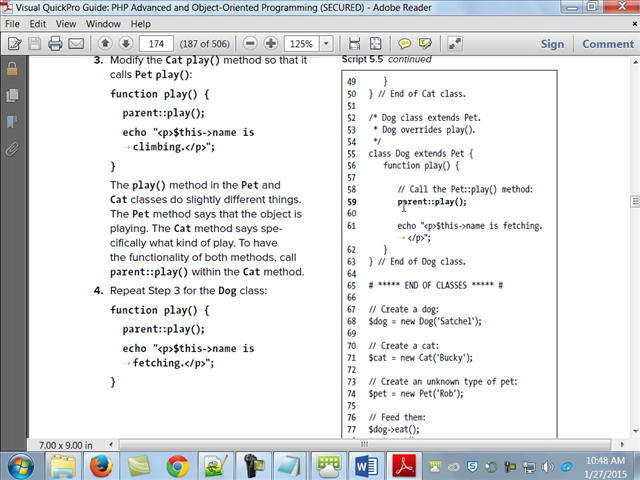 Visual QuickPro Guide: PHP Advanced and Object-Oriented Programming (SECURED) - Adobe Reader
File Edit View Window Help
174 (187 of 506) 125% Sign Comment
3. Modify the Cat play() method so that it
calls Pet play():
function play() {
parent::play();
echo "<p>$this->name is
→ climbing.</p>";
}
The play() method in the Pet and
Cat classes do slightly different things.
The Pet method says that the object is
playing. The Cat method says spe-
cifically what kind of play. To have
the functionality of both methods, call
parent::play() within the Cat method.
4. Repeat Step 3 for the Dog class:
function play() {
parent::play();
echo "<p>$this->name is
→ fetching.</p>";
}
Script 5.5 continued
49 }
50 } // End of Cat class.
51
52 /* Dog class extends Pet.
53 * Dog overrides play().
54 */
55 class Dog extends Pet {
56 function play() {
57
58 // Call the Pet::play() method:
59 parent::play();
60
61 echo "<p>$this->name is fetching.
→ </p>";
62 }
63 } // End of Dog class.
64
65 # ***** END OF CLASSES ***** #
66
67 // Create a dog:
68 $dog = new Dog('Satchel');
69
70 // Create a cat:
71 $cat = new Cat('Bucky');
72
73 // Create an unknown type of pet:
74 $pet = new Pet('Rob');
75
76 // Feed them:
77 $dog->eat();
7.00 x 9.00 in
10:48 AM
1/27/2015